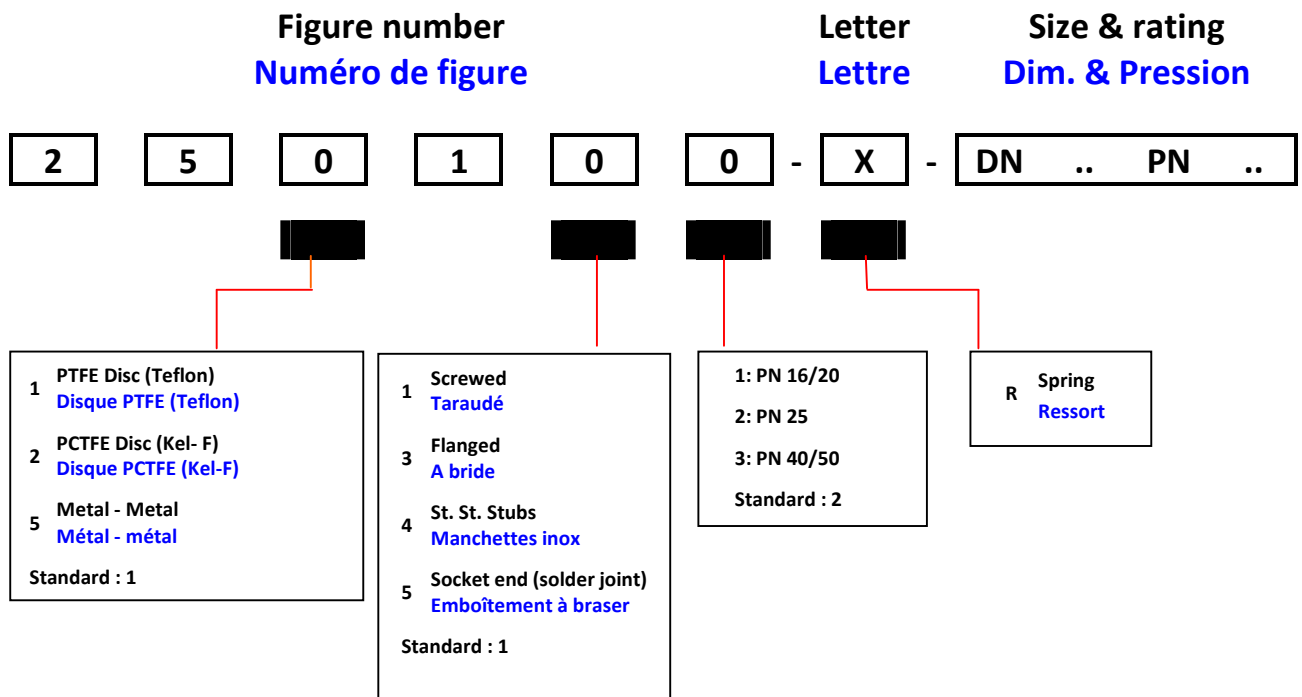 Figure number Letter Size & rating
Numéro de figure Lettre Dim. & Pression
2 5 0 1 0 0 - X - DN .. PN ..
1 PTFE Disc (Teflon)
Disque PTFE (Teflon)
2 PCTFE Disc (Kel- F)
Disque PCTFE (Kel-F)
5 Metal - Metal
Métal - métal
Standard : 1
1 Screwed
Taraudé
3 Flanged
A bride
4 St. St. Stubs
Manchettes inox
5 Socket end (solder joint)
Emboîtement à braser
Standard : 1
1: PN 16/20
2: PN 25
3: PN 40/50
Standard : 2
R Spring
Ressort